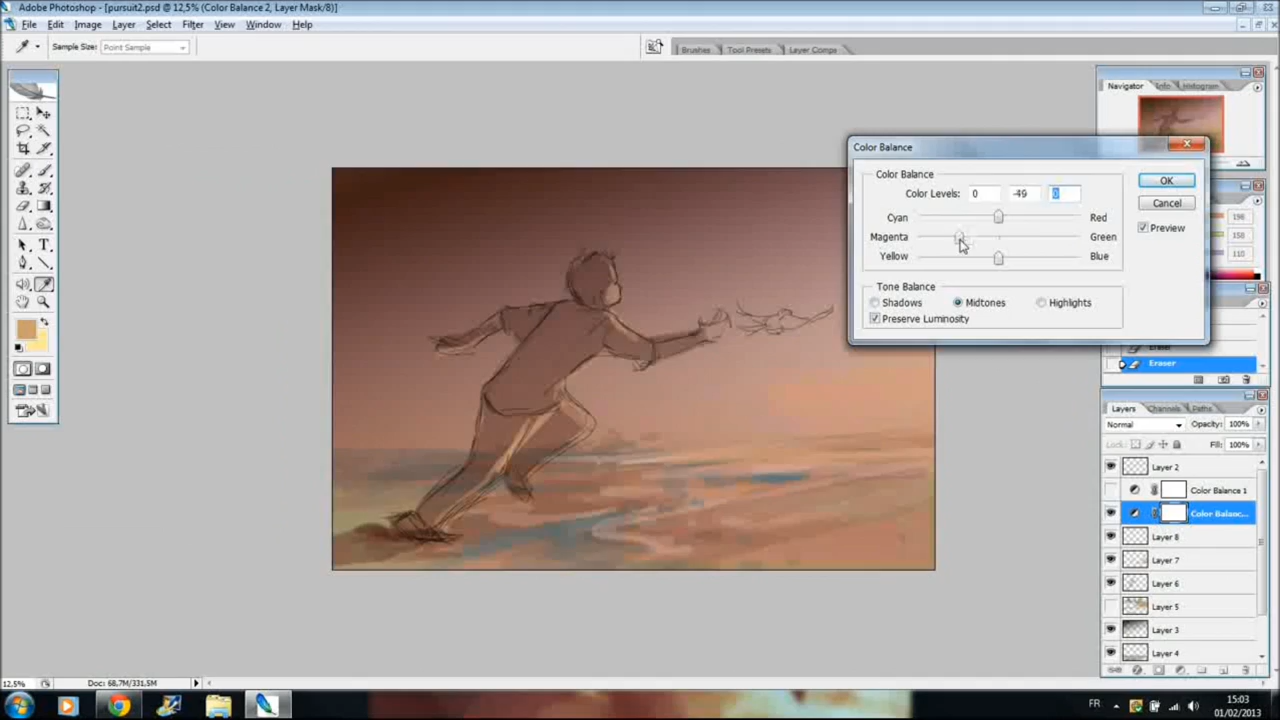 Adobe Photoshop - [pursuit2.psd @ 12,5% (Color Balance 2, Layer Mask/8)]
File Edit Image Layer Select Filter View Window Help
Sample Size: Point Sample
Brushes Tool Presets Layer Comps
Navigator Info Histogram
Color Balance
Color Balance
Color Levels: 0 -49 0
OK
Cyan Red
Cancel
Magenta Green
Preview
Yellow Blue
Tone Balance
Shadows Midtones Highlights
Preserve Luminosity
198
158
110
Eraser
Eraser
Layers Channels Paths
Normal Opacity: 100%
Lock: Fill: 100%
Layer 2
Color Balance 1
Color Balanc...
Layer 8
Layer 7
Layer 6
Layer 5
Layer 3
Layer 4
12,5% Doc: 68,7M/331,5M
FR
15:03
01/02/2013